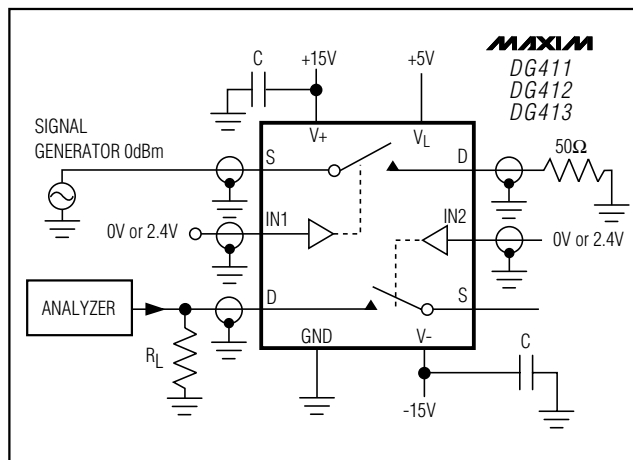 MAXIM
DG411
DG412
DG413
C
+15V
+5V
V+
VL
SIGNAL
GENERATOR 0dBm
S
D
50Ω
IN1
IN2
0V or 2.4V
0V or 2.4V
ANALYZER
D
S
RL
GND
V-
C
-15V